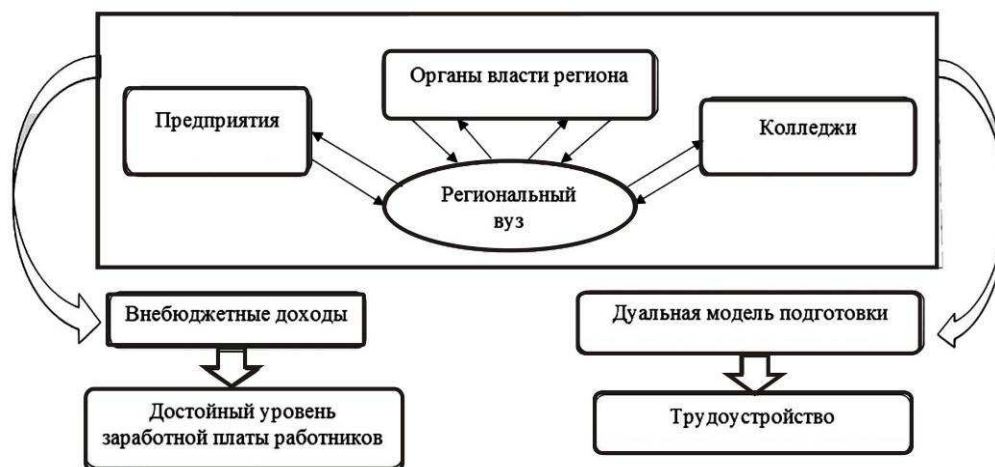 Органы власти региона
Предприятия
Колледжи
Региональный
вуз
Внебюджетные доходы
Дуальная модель подготовки
Достойный уровень
заработной платы работников
Трудоустройство